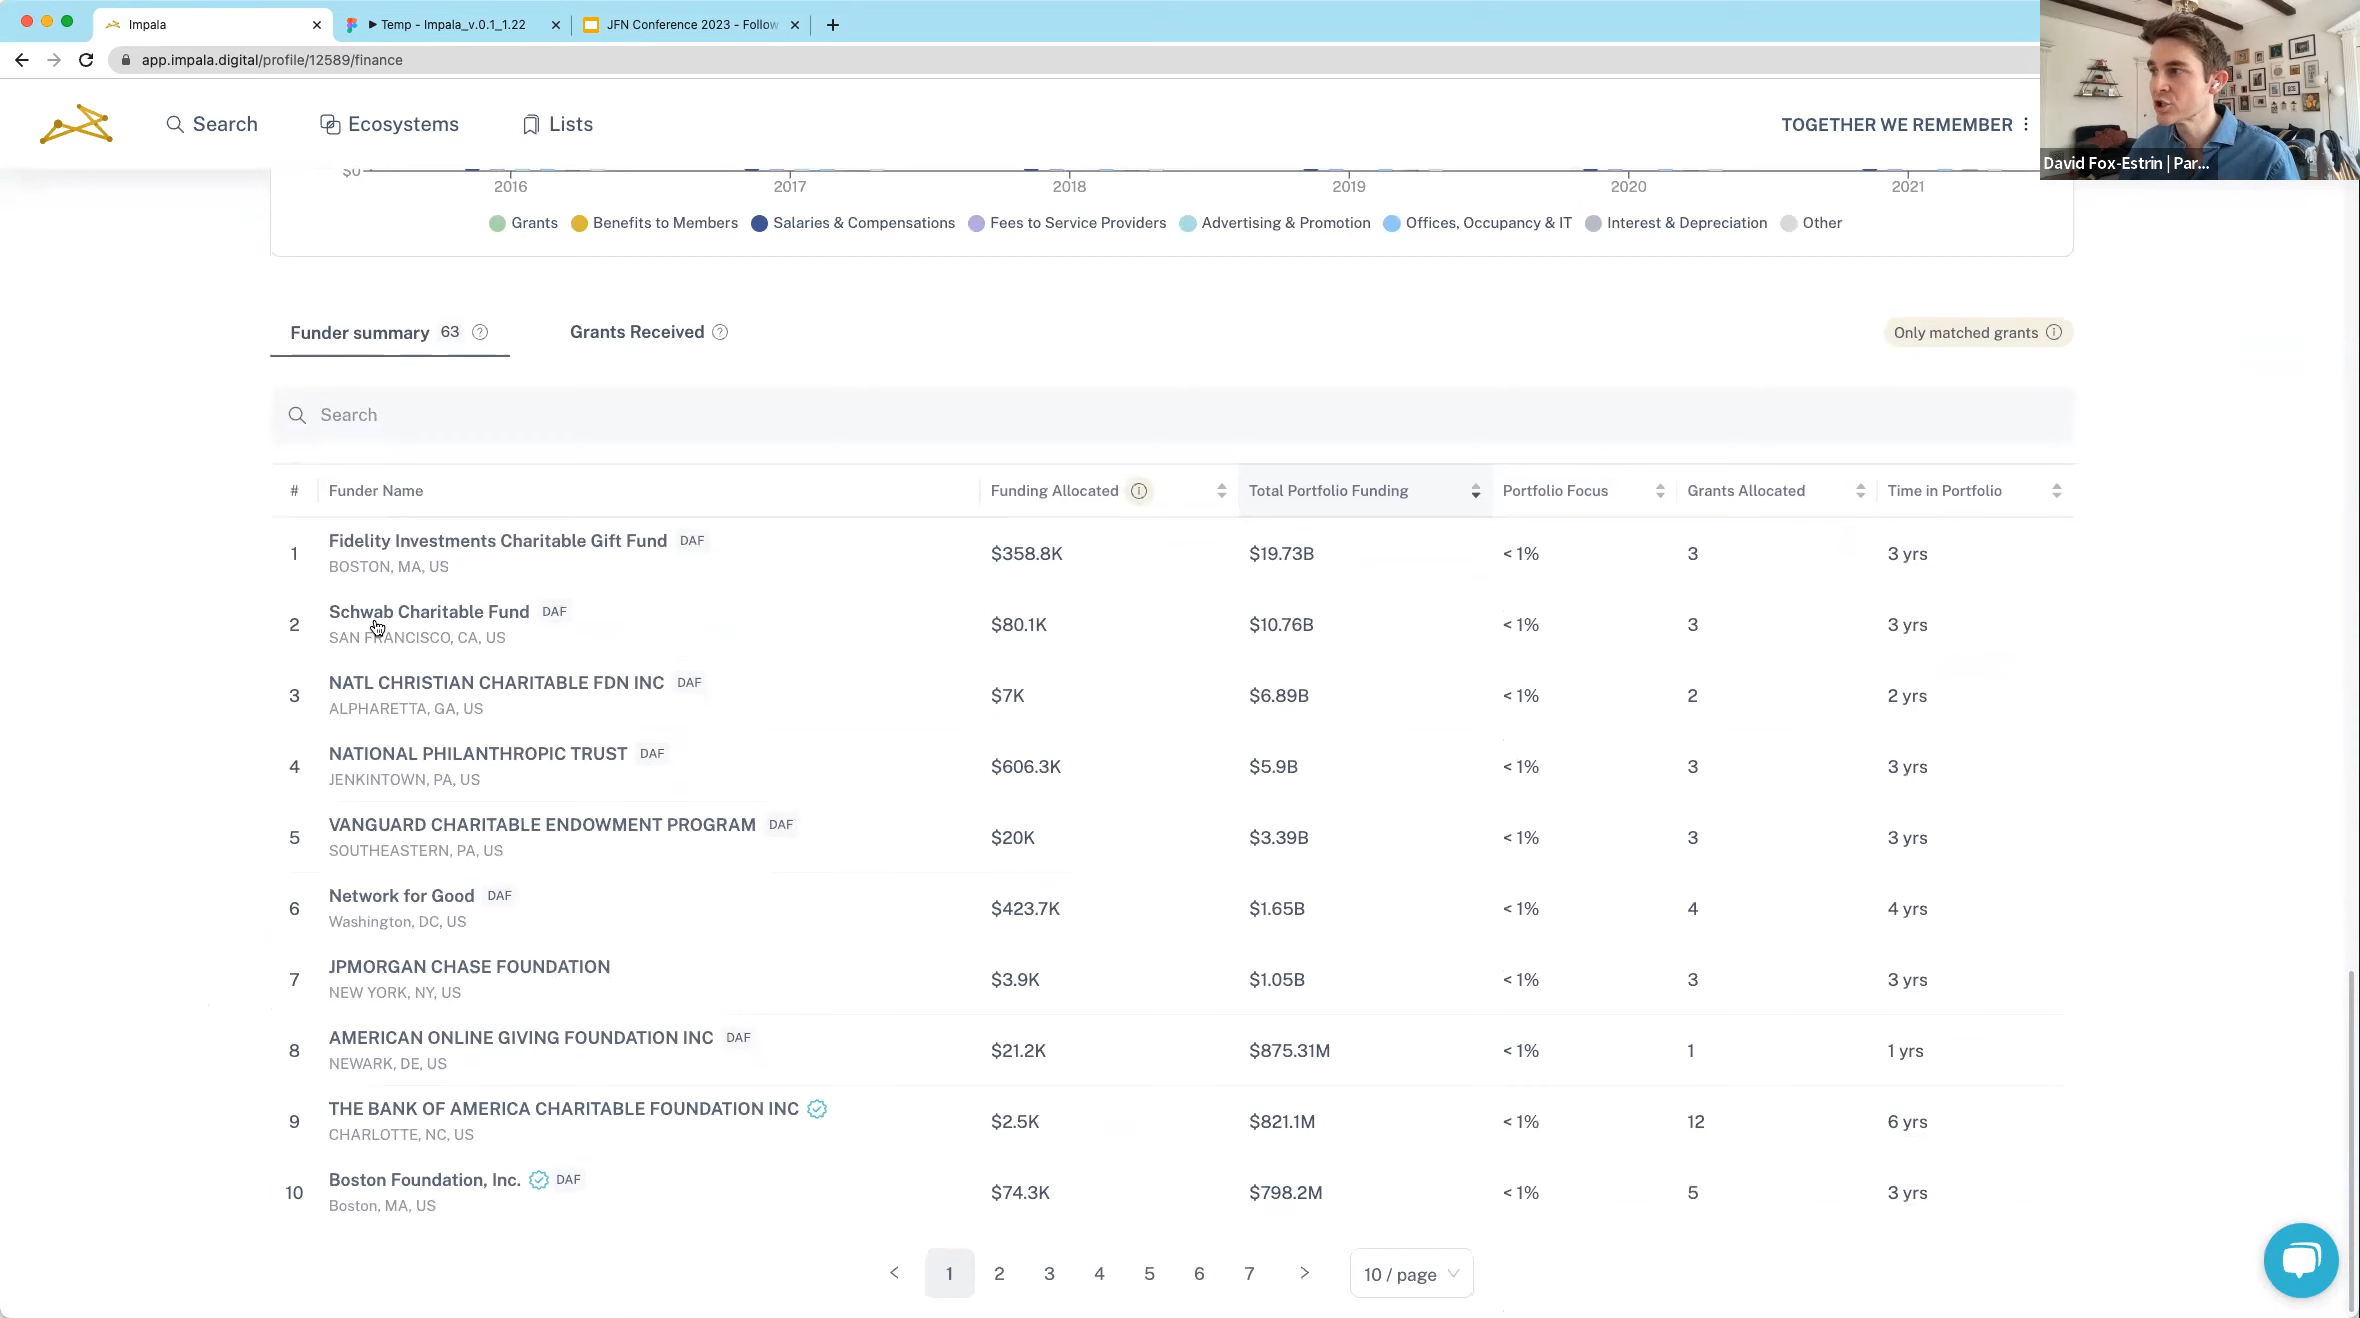 Impala
Temp - Impala_v.0.1_1.22
JFN Conference 2023 - Follow
app.impala.digital/profile/12589/finance
Search
Ecosystems
Lists
TOGETHER WE REMEMBER
David Fox-Estrin | Par...
$0
2016 2017 2018 2019 2020 2021
Grants Benefits to Members Salaries & Compensations Fees to Service Providers Advertising & Promotion Offices, Occupancy & IT Interest & Depreciation Other
Funder summary 63 ? Grants Received ? Only matched grants i
Search
# Funder Name Funding Allocated i Total Portfolio Funding Portfolio Focus Grants Allocated Time in Portfolio
1 Fidelity Investments Charitable Gift Fund DAF $358.8K $19.73B < 1% 3 3 yrs
BOSTON, MA, US
2 Schwab Charitable Fund DAF $80.1K $10.76B < 1% 3 3 yrs
SAN FRANCISCO, CA, US
3 NATL CHRISTIAN CHARITABLE FDN INC DAF $7K $6.89B < 1% 2 2 yrs
ALPHARETTA, GA, US
4 NATIONAL PHILANTHROPIC TRUST DAF $606.3K $5.9B < 1% 3 3 yrs
JENKINTOWN, PA, US
5 VANGUARD CHARITABLE ENDOWMENT PROGRAM DAF $20K $3.39B < 1% 3 3 yrs
SOUTHEASTERN, PA, US
6 Network for Good DAF $423.7K $1.65B < 1% 4 4 yrs
Washington, DC, US
7 JPMORGAN CHASE FOUNDATION $3.9K $1.05B < 1% 3 3 yrs
NEW YORK, NY, US
8 AMERICAN ONLINE GIVING FOUNDATION INC DAF $21.2K $875.31M < 1% 1 1 yrs
NEWARK, DE, US
9 THE BANK OF AMERICA CHARITABLE FOUNDATION INC $2.5K $821.1M < 1% 12 6 yrs
CHARLOTTE, NC, US
10 Boston Foundation, Inc. DAF $74.3K $798.2M < 1% 5 3 yrs
Boston, MA, US
< 1 2 3 4 5 6 7 > 10 / page